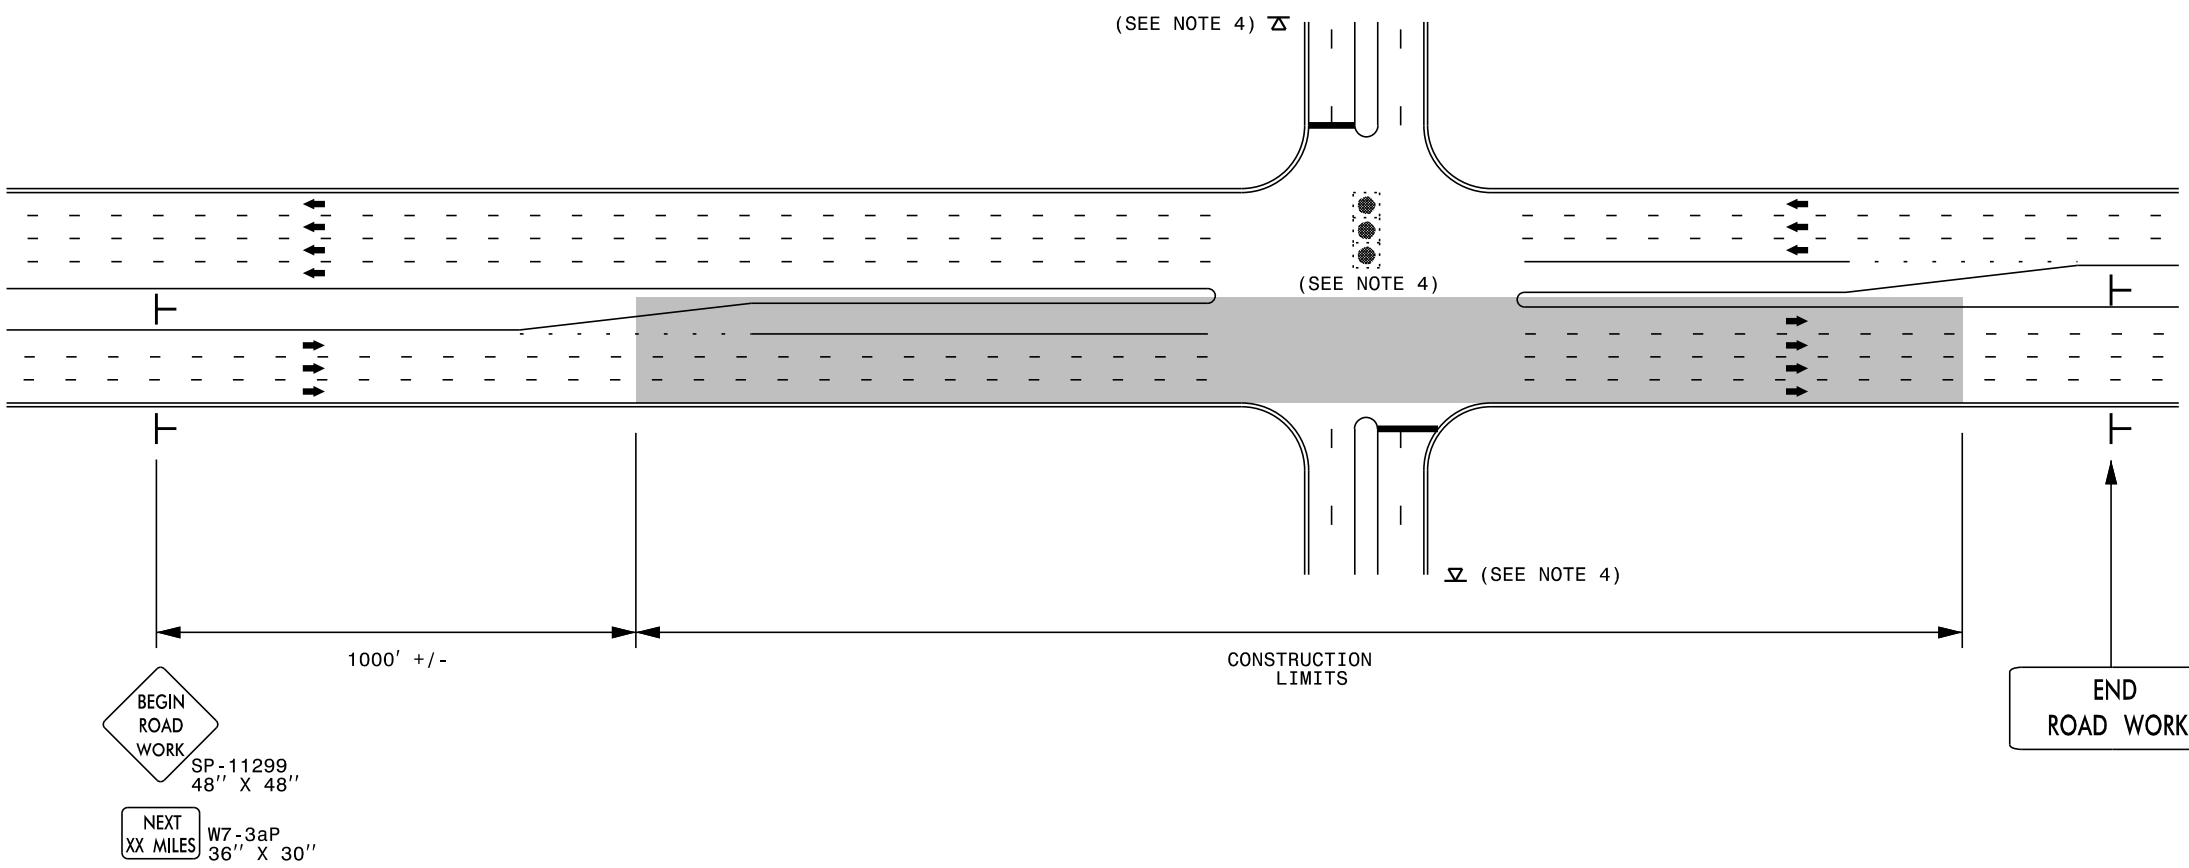 (SEE NOTE 4)
(SEE NOTE 4)
(SEE NOTE 4)
1000' +/-
CONSTRUCTION
LIMITS
BEGIN
ROAD
WORK
SP-11299
48'' X 48''
NEXT
XX MILES
W7-3aP
36'' X 30''
END
ROAD WORK